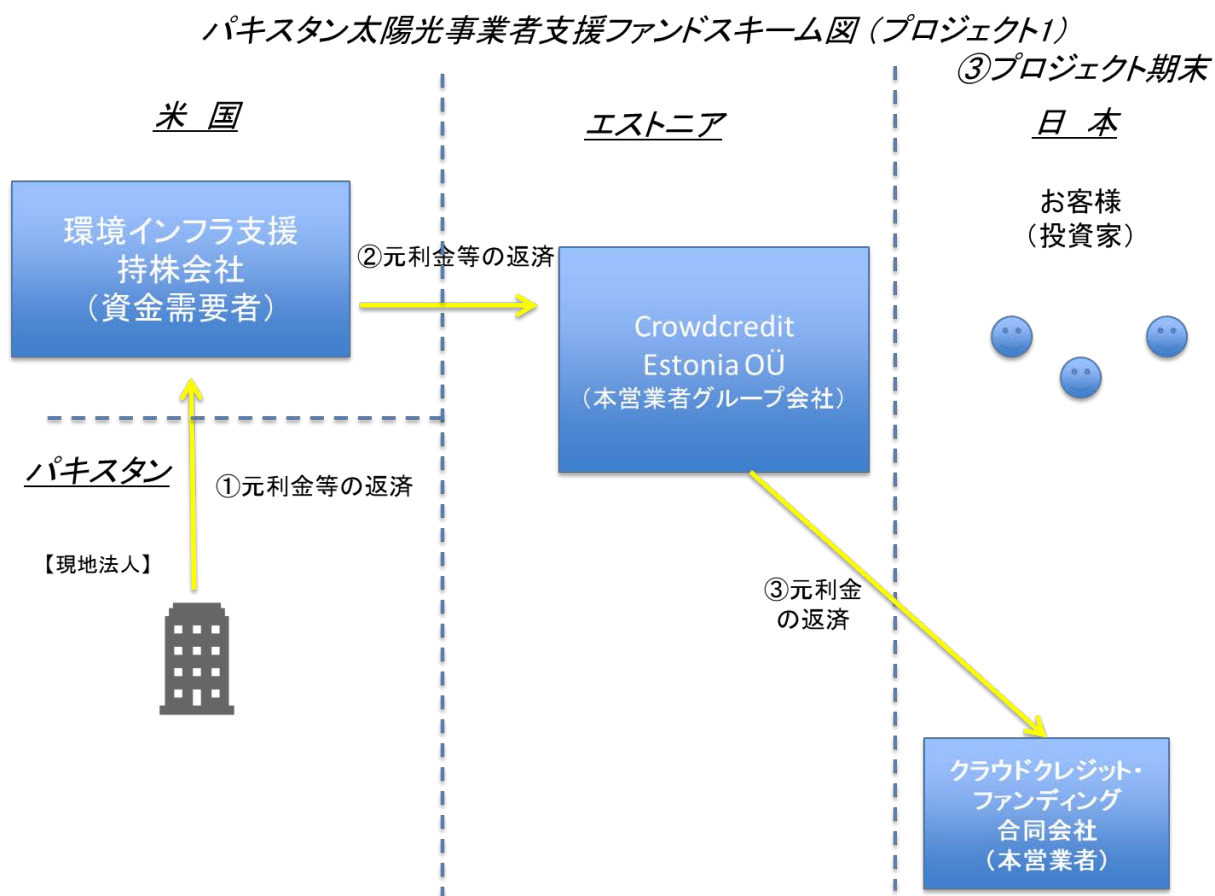 パキスタン太陽光事業者支援ファンドスキーム図(プロジェクト1)
③プロジェクト期末
米 国
エストニア
日 本
環境インフラ支援
持株会社
(資金需要者)
②元利金等の返済
Crowdcredit
Estonia OÜ
(本営業者グループ会社)
お客様
(投資家)
パキスタン
①元利金等の返済
【現地法人】
③元利金
の返済
クラウドクレジット・
ファンディング
合同会社
(本営業者)